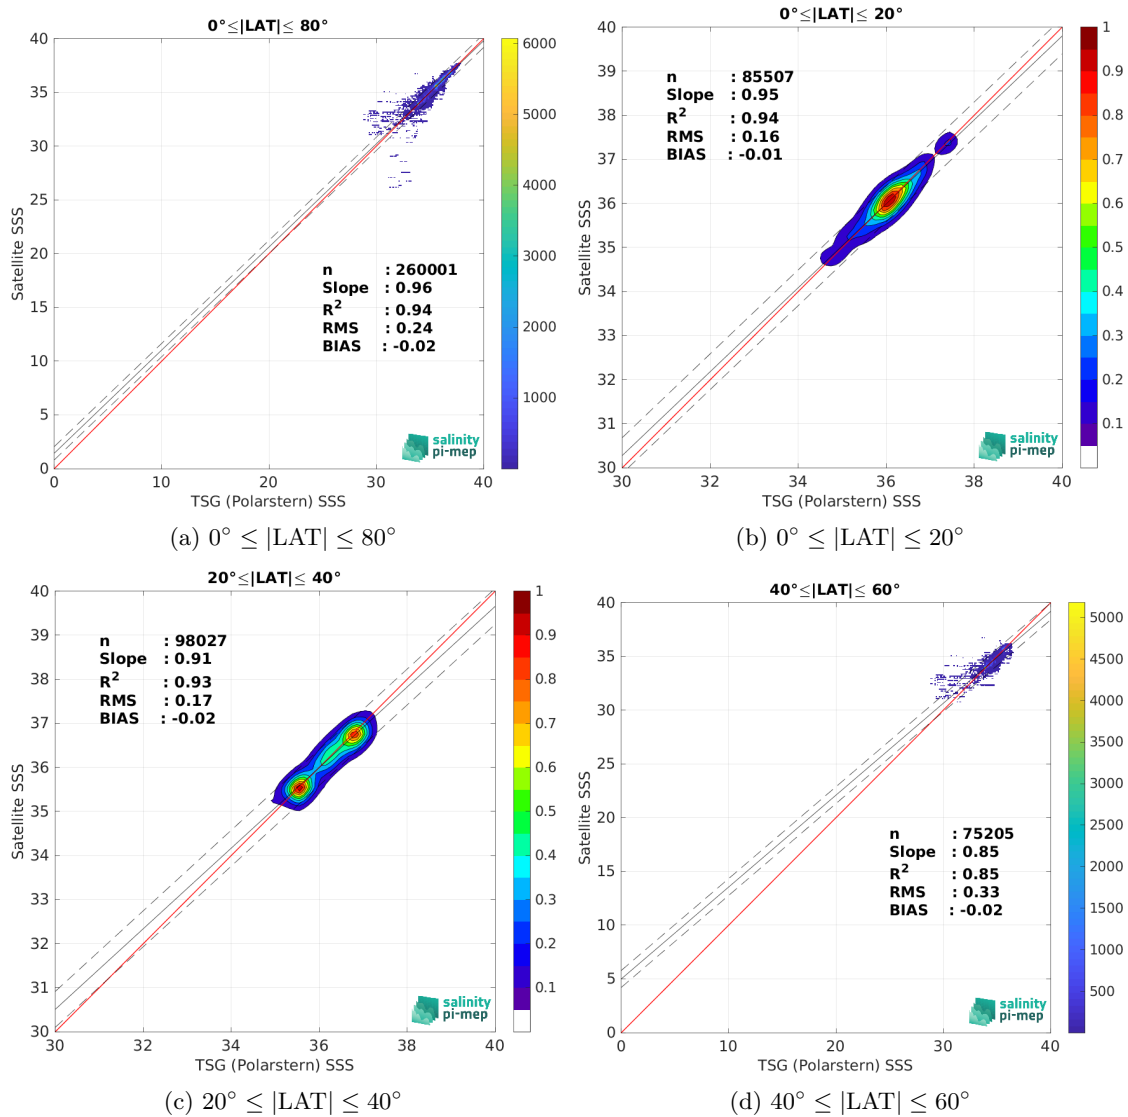 0°≤|LAT|≤ 80°
40
35
30
25
20
15
10
5
0
0
10
20
30
40
Satellite SSS
TSG (Polarstern) SSS
n : 260001
Slope : 0.96
R² : 0.94
RMS : 0.24
BIAS : -0.02
6000
5000
4000
3000
2000
1000
salinity
pi-mep
(a) 0° ≤ |LAT| ≤ 80°
0°≤|LAT|≤ 20°
40
39
38
37
36
35
34
33
32
31
30
30
32
34
36
38
40
Satellite SSS
TSG (Polarstern) SSS
n : 85507
Slope : 0.95
R² : 0.94
RMS : 0.16
BIAS : -0.01
1
0.9
0.8
0.7
0.6
0.5
0.4
0.3
0.2
0.1
salinity
pi-mep
(b) 0° ≤ |LAT| ≤ 20°
20°≤|LAT|≤ 40°
40
39
38
37
36
35
34
33
32
31
30
30
32
34
36
38
40
Satellite SSS
TSG (Polarstern) SSS
n : 98027
Slope : 0.91
R² : 0.93
RMS : 0.17
BIAS : -0.02
1
0.9
0.8
0.7
0.6
0.5
0.4
0.3
0.2
0.1
salinity
pi-mep
(c) 20° ≤ |LAT| ≤ 40°
40°≤|LAT|≤ 60°
40
35
30
25
20
15
10
5
0
0
10
20
30
40
Satellite SSS
TSG (Polarstern) SSS
n : 75205
Slope : 0.85
R² : 0.85
RMS : 0.33
BIAS : -0.02
5000
4500
4000
3500
3000
2500
2000
1500
1000
500
salinity
pi-mep
(d) 40° ≤ |LAT| ≤ 60°